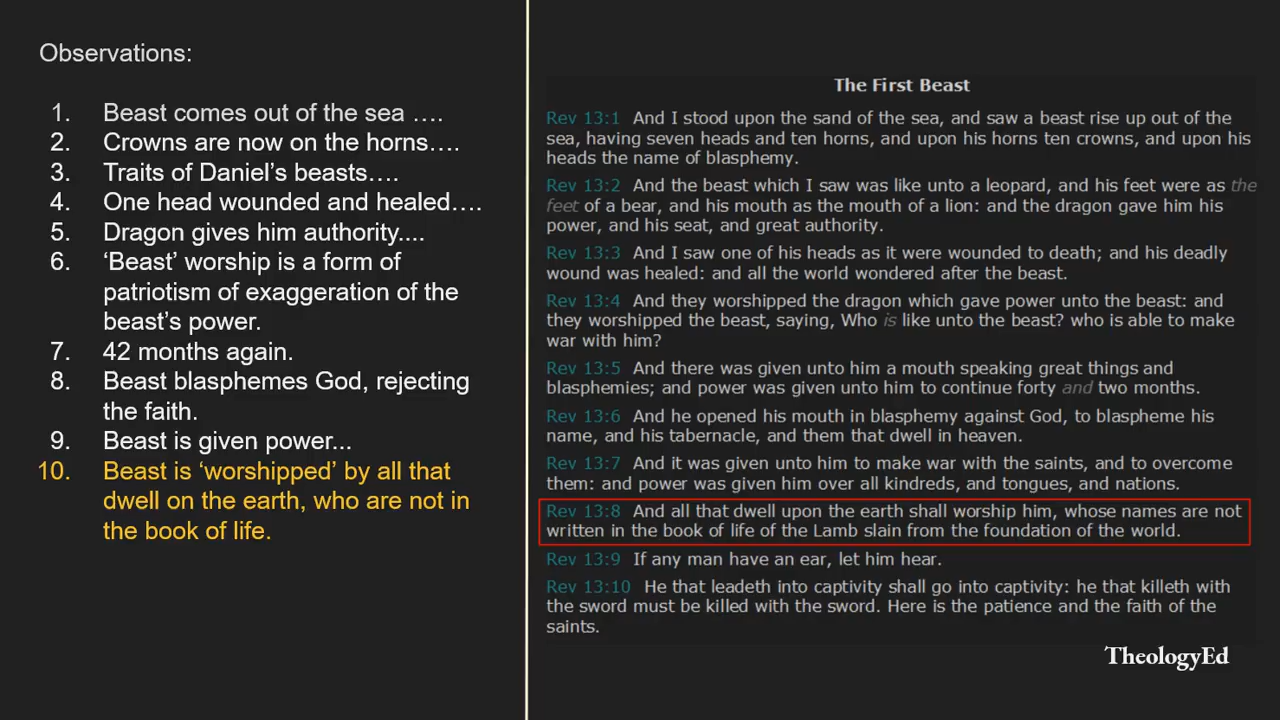 Observations:
1. Beast comes out of the sea ….
2. Crowns are now on the horns….
3. Traits of Daniel’s beasts….
4. One head wounded and healed….
5. Dragon gives him authority....
6. ‘Beast’ worship is a form of
patriotism of exaggeration of the
beast’s power.
7. 42 months again.
8. Beast blasphemes God, rejecting
the faith.
9. Beast is given power...
10. Beast is ‘worshipped’ by all that
dwell on the earth, who are not in
the book of life.
The First Beast
Rev 13:1 And I stood upon the sand of the sea, and saw a beast rise up out of the
sea, having seven heads and ten horns, and upon his horns ten crowns, and upon his
heads the name of blasphemy.
Rev 13:2 And the beast which I saw was like unto a leopard, and his feet were as the
feet of a bear, and his mouth as the mouth of a lion: and the dragon gave him his
power, and his seat, and great authority.
Rev 13:3 And I saw one of his heads as it were wounded to death; and his deadly
wound was healed: and all the world wondered after the beast.
Rev 13:4 And they worshipped the dragon which gave power unto the beast: and
they worshipped the beast, saying, Who is like unto the beast? who is able to make
war with him?
Rev 13:5 And there was given unto him a mouth speaking great things and
blasphemies; and power was given unto him to continue forty and two months.
Rev 13:6 And he opened his mouth in blasphemy against God, to blaspheme his
name, and his tabernacle, and them that dwell in heaven.
Rev 13:7 And it was given unto him to make war with the saints, and to overcome
them: and power was given him over all kindreds, and tongues, and nations.
Rev 13:8 And all that dwell upon the earth shall worship him, whose names are not
written in the book of life of the Lamb slain from the foundation of the world.
Rev 13:9 If any man have an ear, let him hear.
Rev 13:10 He that leadeth into captivity shall go into captivity: he that killeth with
the sword must be killed with the sword. Here is the patience and the faith of the
saints.
TheologyEd